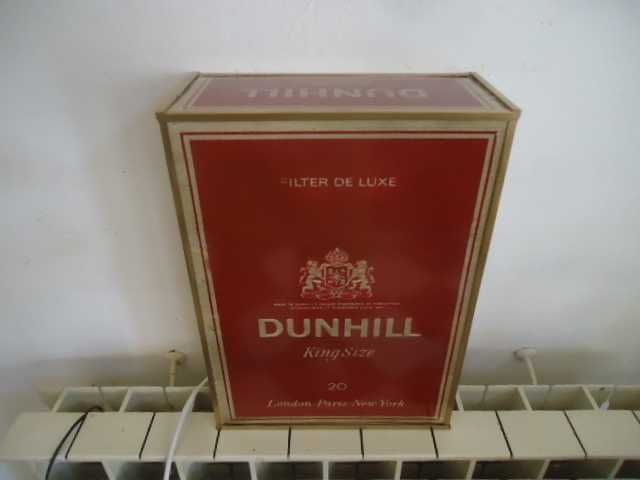 DUNHILL
FILTER DE LUXE
DUNHILL
King Size
20
London-Paris-New York